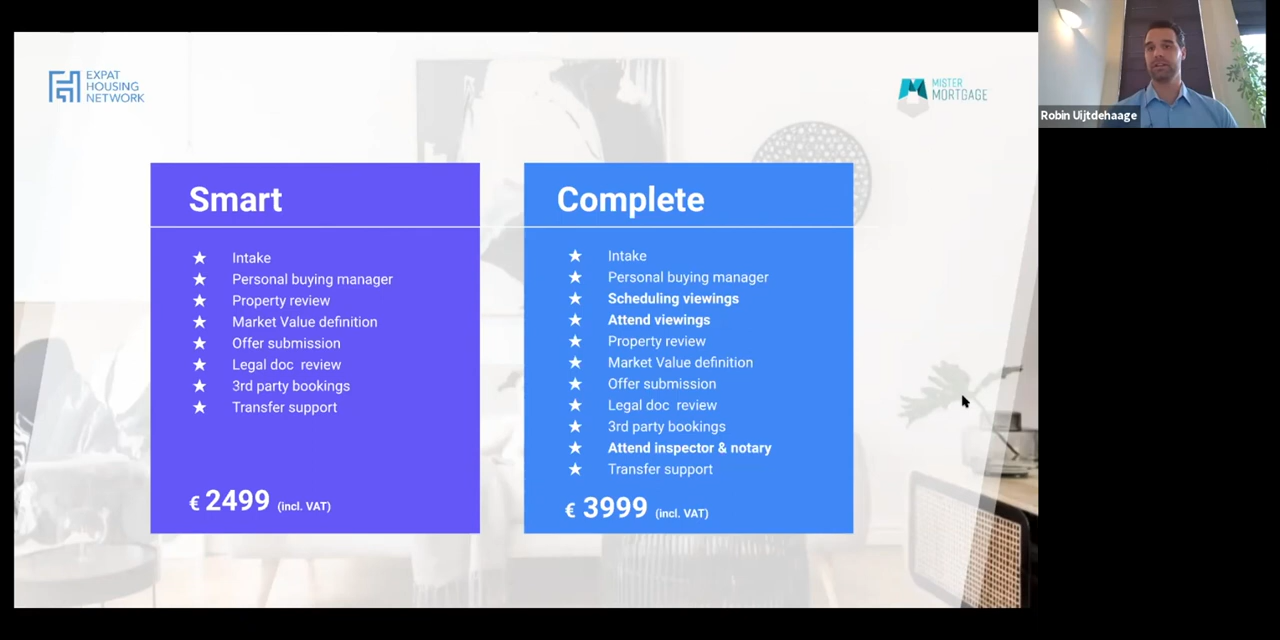 EXPAT
HOUSING
NETWORK
MISTER
MORTGAGE
Robin Uijtdehaage
Smart
★ Intake
★ Personal buying manager
★ Property review
★ Market Value definition
★ Offer submission
★ Legal doc review
★ 3rd party bookings
★ Transfer support
€ 2499 (incl. VAT)
Complete
★ Intake
★ Personal buying manager
★ Scheduling viewings
★ Attend viewings
★ Property review
★ Market Value definition
★ Offer submission
★ Legal doc review
★ 3rd party bookings
★ Attend inspector & notary
★ Transfer support
€ 3999 (incl. VAT)